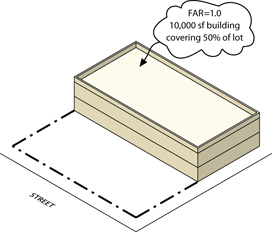 FAR=1.0
10,000 sf building
covering 50% of lot
STREET